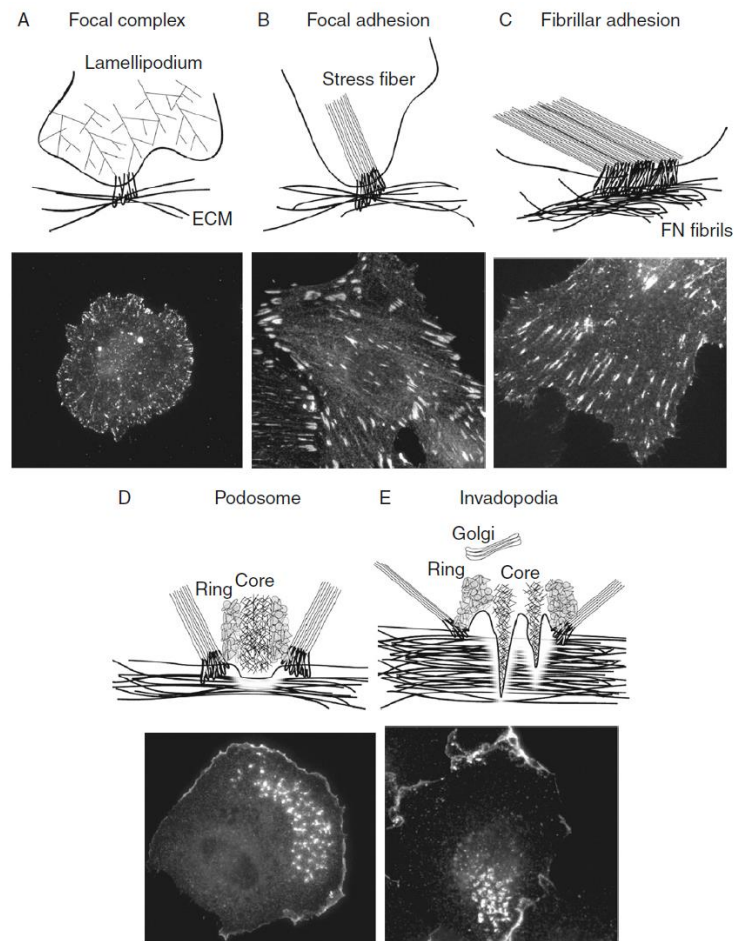 A Focal complex
B Focal adhesion
C Fibrillar adhesion
Lamellipodium
Stress fiber
ECM
FN fibrils
D Podosome
E Invadopodia
Golgi
Ring Core
Ring Core